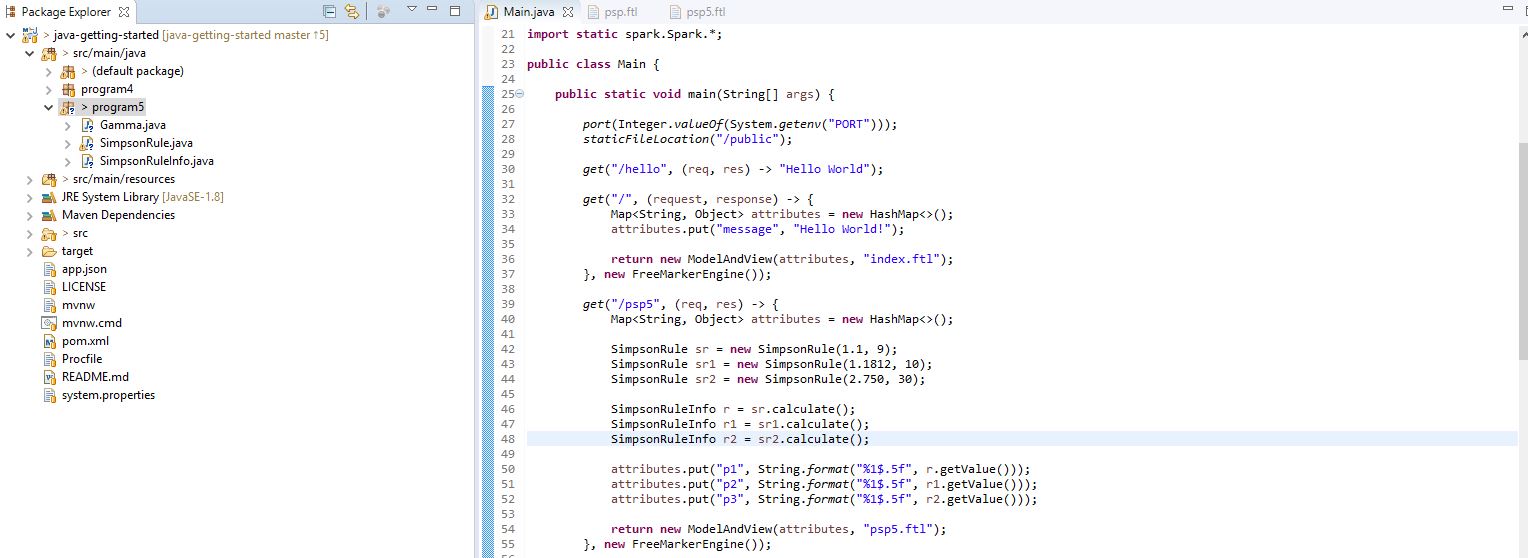 Package Explorer
> java-getting-started [java-getting-started master ↑5]
> src/main/java
> (default package)
program4
> program5
Gamma.java
SimpsonRule.java
SimpsonRuleInfo.java
> src/main/resources
JRE System Library [JavaSE-1.8]
Maven Dependencies
> src
target
app.json
LICENSE
mvnw
mvnw.cmd
pom.xml
Procfile
README.md
system.properties
Main.java psp.ftl psp5.ftl
21 import static spark.Spark.*;
22
23 public class Main {
24
25 public static void main(String[] args) {
26
27 port(Integer.valueOf(System.getenv("PORT")));
28 staticFileLocation("/public");
29
30 get("/hello", (req, res) -> "Hello World");
31
32 get("/", (request, response) -> {
33 Map<String, Object> attributes = new HashMap<>();
34 attributes.put("message", "Hello World!");
35
36 return new ModelAndView(attributes, "index.ftl");
37 }, new FreeMarkerEngine());
38
39 get("/psp5", (req, res) -> {
40 Map<String, Object> attributes = new HashMap<>();
41
42 SimpsonRule sr = new SimpsonRule(1.1, 9);
43 SimpsonRule sr1 = new SimpsonRule(1.1812, 10);
44 SimpsonRule sr2 = new SimpsonRule(2.750, 30);
45
46 SimpsonRuleInfo r = sr.calculate();
47 SimpsonRuleInfo r1 = sr1.calculate();
48 SimpsonRuleInfo r2 = sr2.calculate();
49
50 attributes.put("p1", String.format("%1$.5f", r.getValue()));
51 attributes.put("p2", String.format("%1$.5f", r1.getValue()));
52 attributes.put("p3", String.format("%1$.5f", r2.getValue()));
53
54 return new ModelAndView(attributes, "psp5.ftl");
55 }, new FreeMarkerEngine());